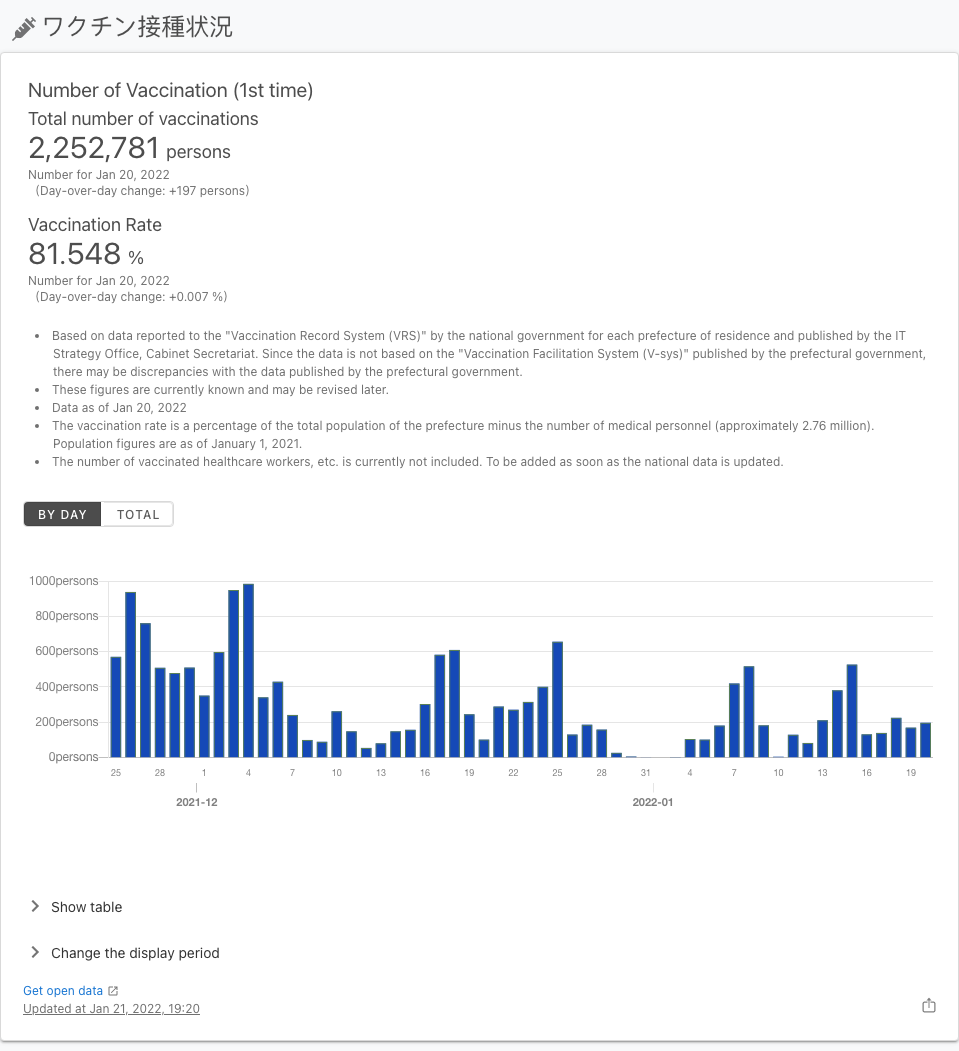 ワクチン接種状況
Number of Vaccination (1st time)
Total number of vaccinations
2,252,781 persons
Number for Jan 20, 2022
(Day-over-day change: +197 persons)
Vaccination Rate
81.548 %
Number for Jan 20, 2022
(Day-over-day change: +0.007 %)
• Based on data reported to the "Vaccination Record System (VRS)" by the national government for each prefecture of residence and published by the IT
Strategy Office, Cabinet Secretariat. Since the data is not based on the "Vaccination Facilitation System (V-sys)" published by the prefectural government,
there may be discrepancies with the data published by the prefectural government.
• These figures are currently known and may be revised later.
• Data as of Jan 20, 2022
• The vaccination rate is a percentage of the total population of the prefecture minus the number of medical personnel (approximately 2.76 million).
Population figures are as of January 1, 2021.
• The number of vaccinated healthcare workers, etc. is currently not included. To be added as soon as the national data is updated.
BY DAY TOTAL
1000persons
800persons
600persons
400persons
200persons
0persons
25 28 1 4 7 10 13 16 19 22 25 28 31 4 7 10 13 16 19
2021-12 2022-01
Show table
Change the display period
Get open data
Updated at Jan 21, 2022, 19:20